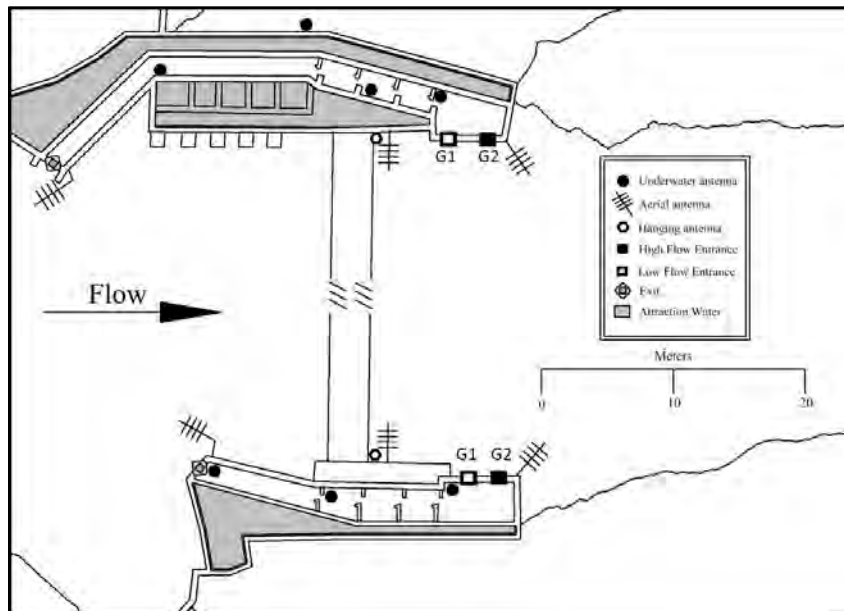 G1 G2
Underwater antenna
Aerial antenna
Hanging antenna
High Flow Entrance
Low Flow Entrance
Exit
Attraction Water
Flow
Meters
0 10 20
G1 G2